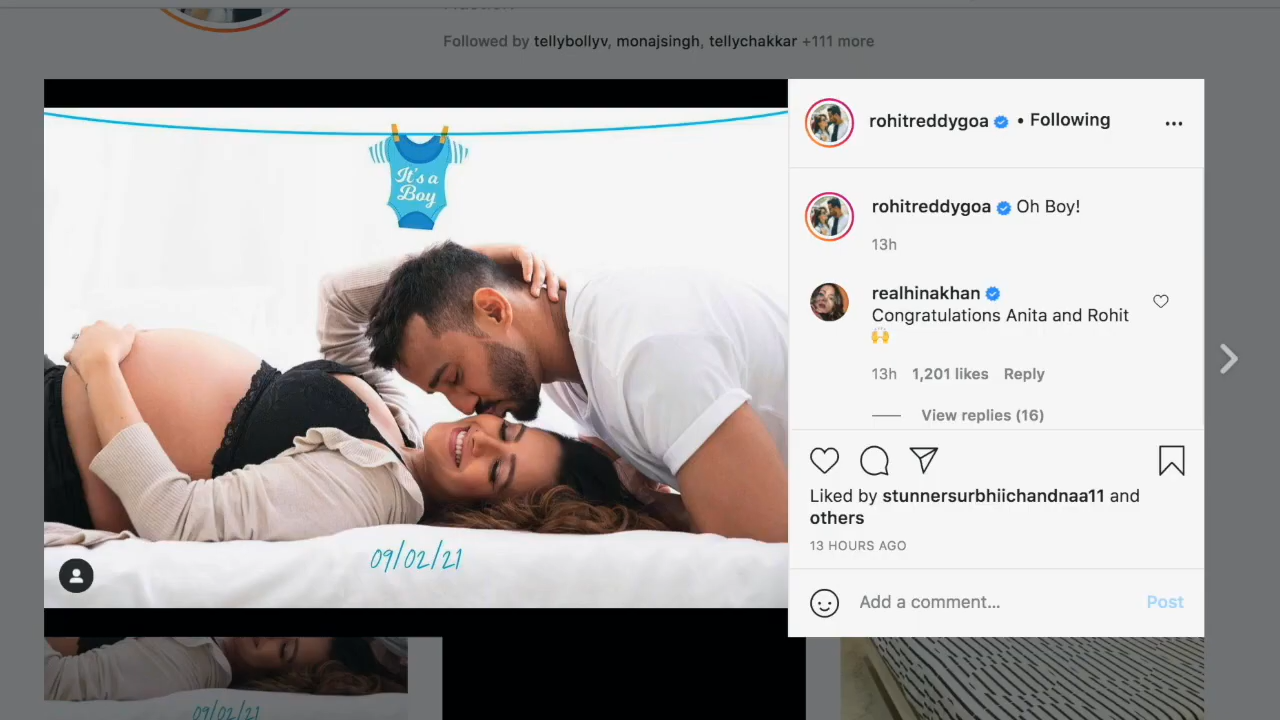 Followed by tellybollyv, monajsingh, tellychakkar +111 more
It's a
Boy
09/02/21
rohitreddygoa • Following
rohitreddygoa Oh Boy!
13h
realhinakhan
Congratulations Anita and Rohit
🙌
13h 1,201 likes Reply
View replies (16)
Liked by stunnersurbhiichandnaa11 and
others
13 HOURS AGO
Add a comment... Post
09/02/21